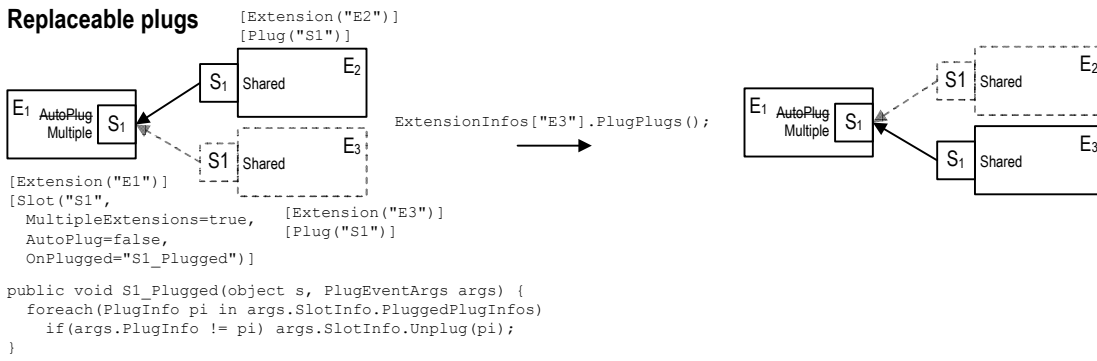 Replaceable plugs
[Extension("E2")]
[Plug("S1")]
E2
S1
Shared
E1
AutoPlug
Multiple
S1
S1
Shared
E3
ExtensionInfos["E3"].PlugPlugs();
[Extension("E1")]
[Slot("S1",
MultipleExtensions=true,
AutoPlug=false,
OnPlugged="S1_Plugged")]
[Extension("E3")]
[Plug("S1")]
public void S1_Plugged(object s, PlugEventArgs args) {
foreach(PlugInfo pi in args.SlotInfo.PluggedPlugInfos)
if(args.PlugInfo != pi) args.SlotInfo.Unplug(pi);
}
E2
S1
Shared
E1
AutoPlug
Multiple
S1
E3
S1
Shared